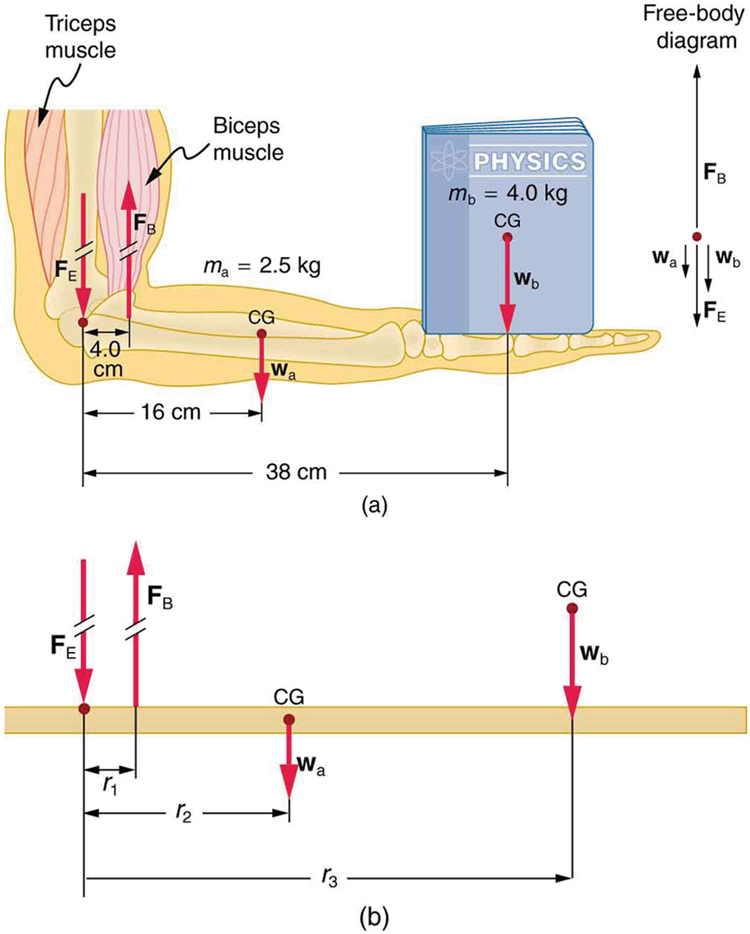 Triceps
muscle
Biceps
muscle
Free-body
diagram
PHYSICS
m_b = 4.0 kg
CG
F_B
F_E
w_b
m_a = 2.5 kg
CG
w_a
4.0
cm
16 cm
38 cm
(a)
F_B
w_a
w_b
F_E
F_E
F_B
CG
w_b
CG
w_a
r_1
r_2
r_3
(b)